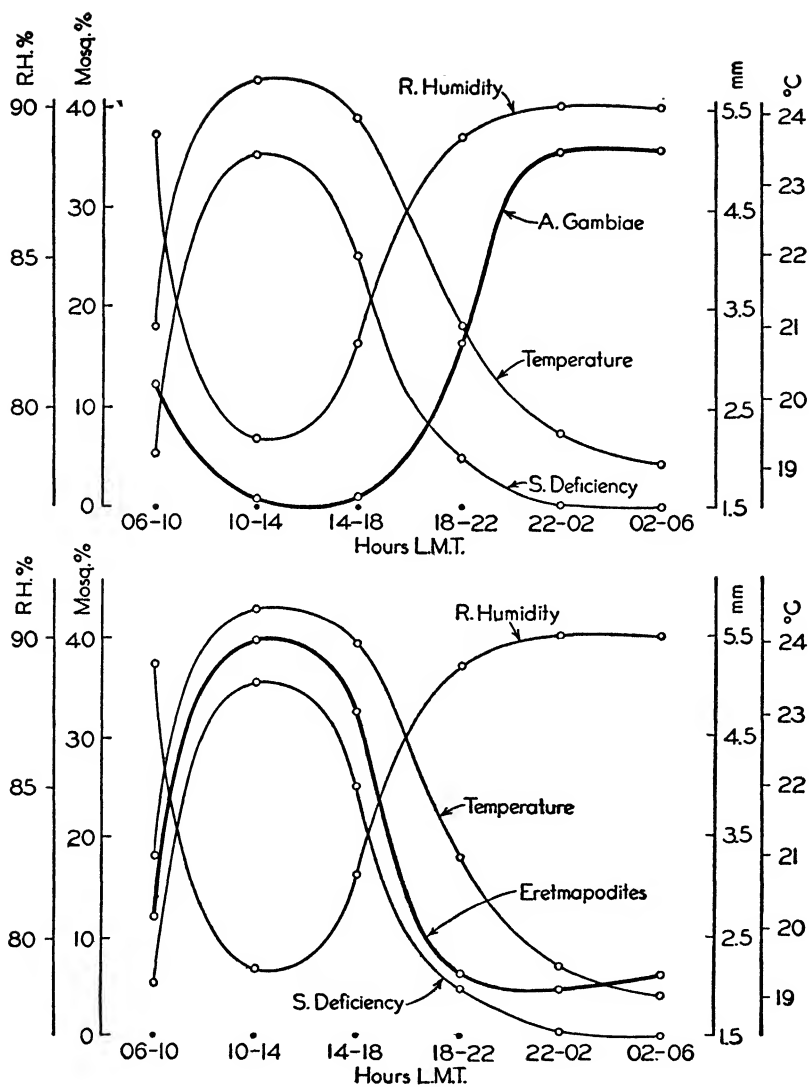 R.H.%
Mosq.%
90
85
80
40
30
20
10
0
R. Humidity
A. Gambiae
Temperature
S. Deficiency
mm
5.5
4.5
3.5
2.5
1.5
°C
24
23
22
21
20
19
06-10 10-14 14-18 18-22 22-02 02-06
Hours L.M.T.
R.H.%
Mosq.%
90
85
80
40
30
20
10
0
R. Humidity
Temperature
Eretmapodites
S. Deficiency
mm
5.5
4.5
3.5
2.5
1.5
°C
24
23
22
21
20
19
06-10 10-14 14-18 18-22 22-02 02-06
Hours L.M.T.